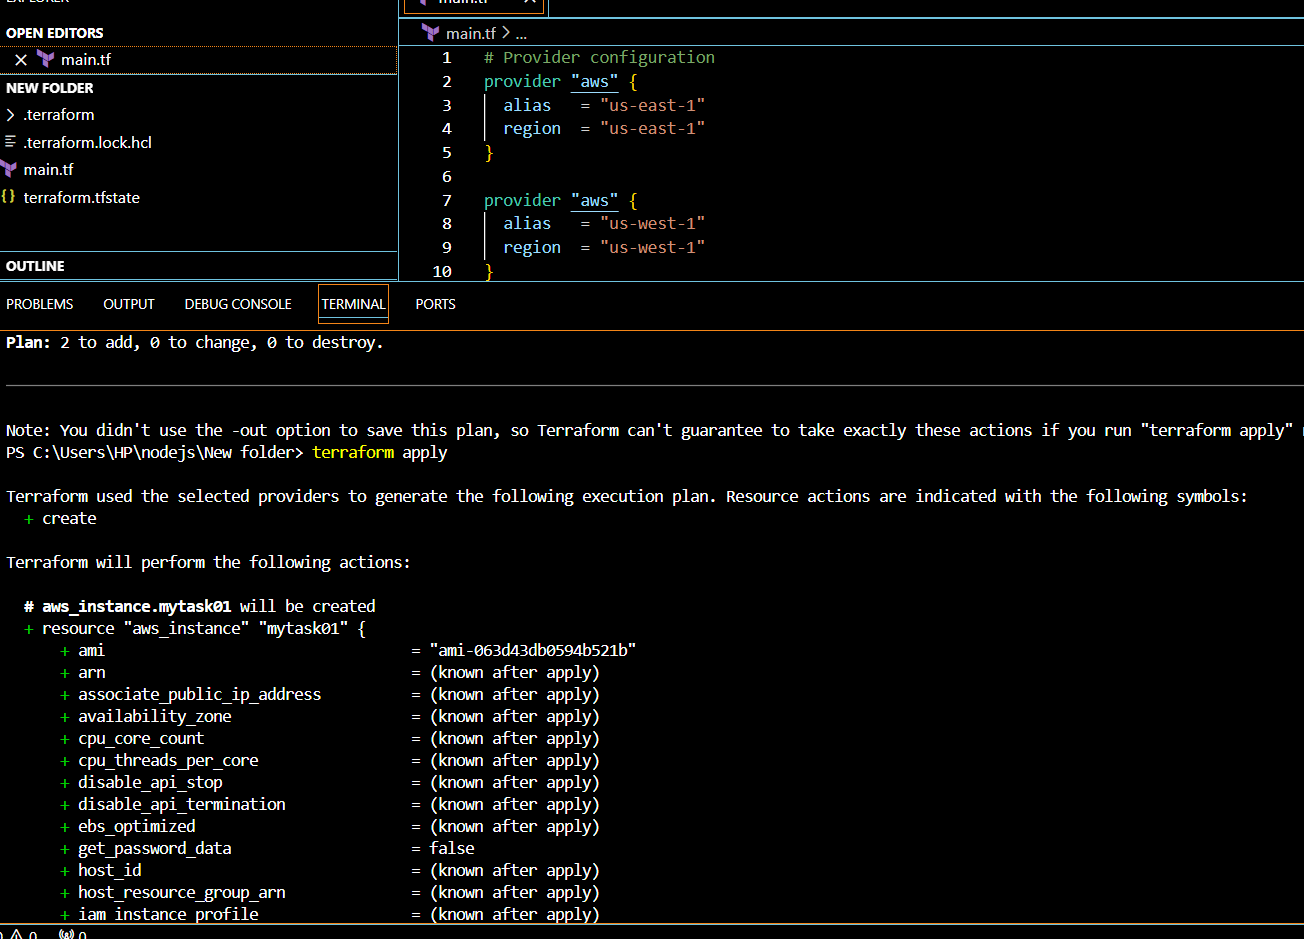 EXPLORER
OPEN EDITORS
main.tf
NEW FOLDER
.terraform
.terraform.lock.hcl
main.tf
terraform.tfstate
OUTLINE
main.tf
main.tf > ...
1 # Provider configuration
2 provider "aws" {
3 alias = "us-east-1"
4 region = "us-east-1"
5 }
6
7 provider "aws" {
8 alias = "us-west-1"
9 region = "us-west-1"
10 }
PROBLEMS OUTPUT DEBUG CONSOLE TERMINAL PORTS
Plan: 2 to add, 0 to change, 0 to destroy.
Note: You didn't use the -out option to save this plan, so Terraform can't guarantee to take exactly these actions if you run "terraform apply"
PS C:\Users\HP\nodejs\New folder> terraform apply
Terraform used the selected providers to generate the following execution plan. Resource actions are indicated with the following symbols:
+ create
Terraform will perform the following actions:
# aws_instance.mytask01 will be created
+ resource "aws_instance" "mytask01" {
+ ami = "ami-063d43db0594b521b"
+ arn = (known after apply)
+ associate_public_ip_address = (known after apply)
+ availability_zone = (known after apply)
+ cpu_core_count = (known after apply)
+ cpu_threads_per_core = (known after apply)
+ disable_api_stop = (known after apply)
+ disable_api_termination = (known after apply)
+ ebs_optimized = (known after apply)
+ get_password_data = false
+ host_id = (known after apply)
+ host_resource_group_arn = (known after apply)
+ iam_instance_profile = (known after apply)
0 0